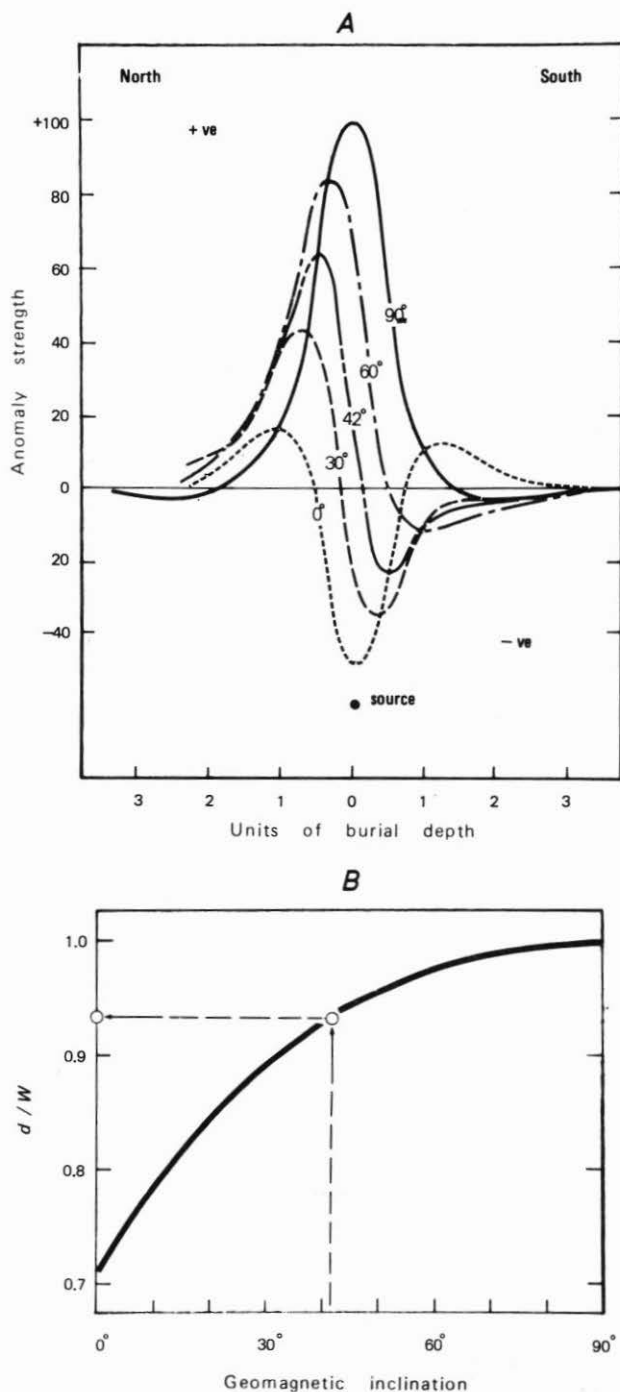 A
North South
+ ve
+100
80
60
40
20
0
20
−40
Anomaly strength
90°
60°
42°
30°
0°
− ve
source
3 2 1 0 1 2 3
Units of burial depth
B
1.0
0.9
0.8
0.7
d / W
0° 30° 60° 90°
Geomagnetic inclination